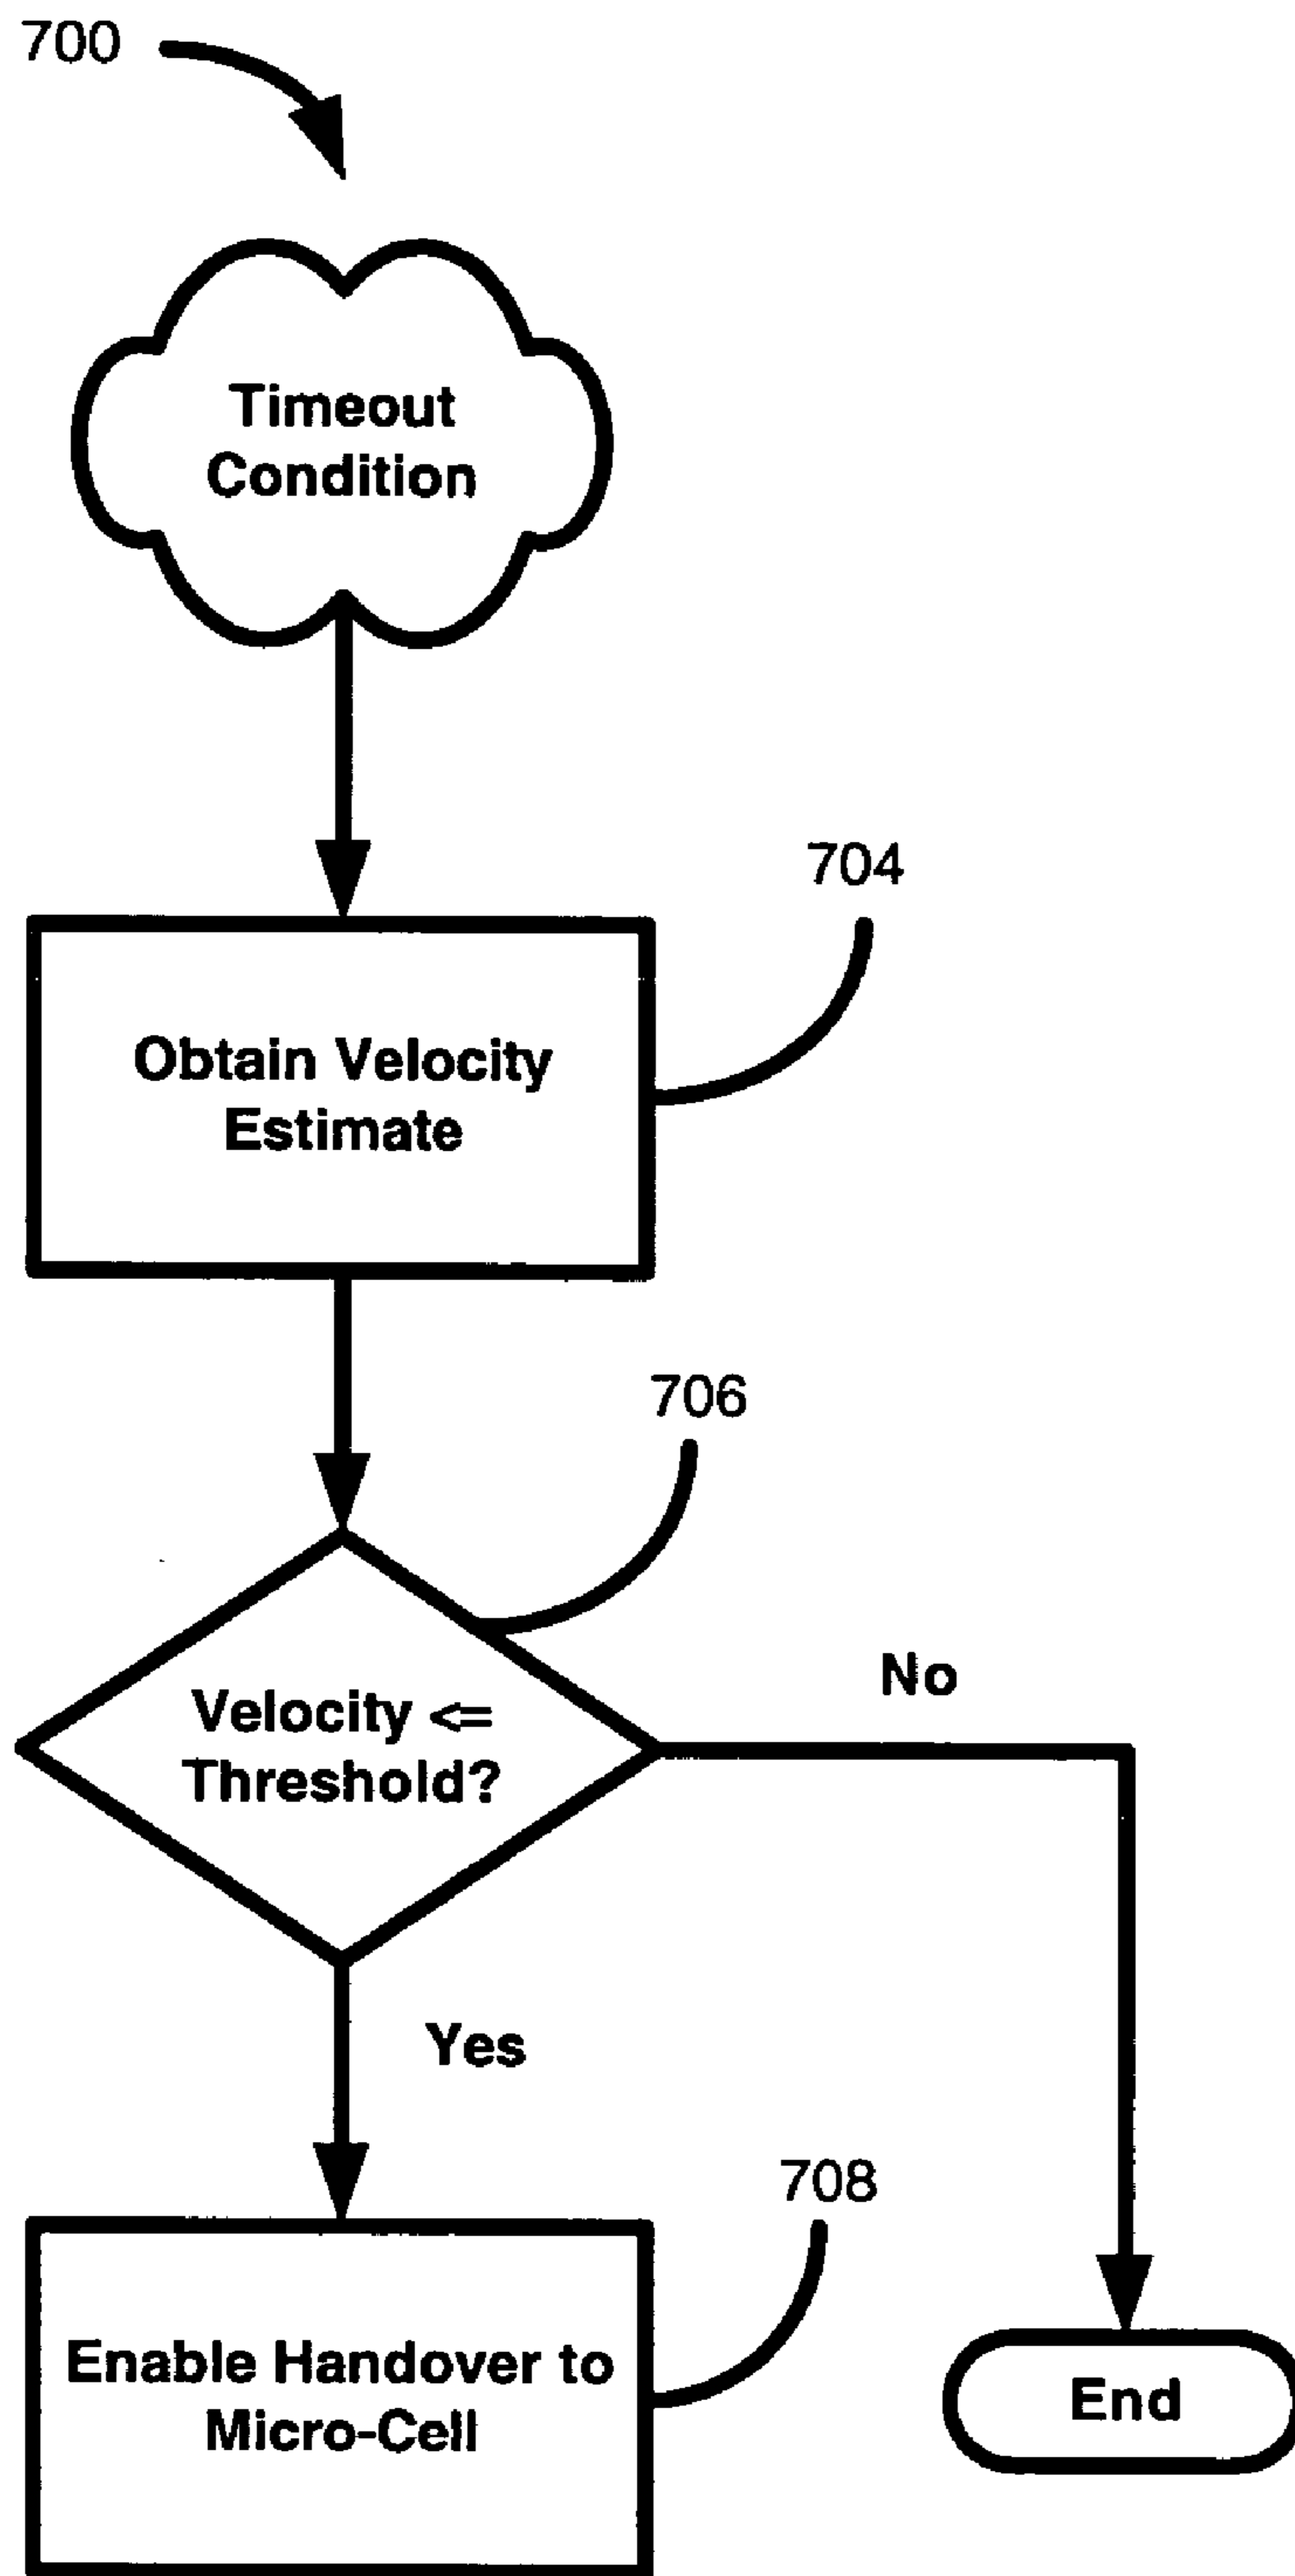 700
Timeout
Condition
704
Obtain Velocity
Estimate
706
Velocity <=
Threshold?
No
Yes
708
Enable Handover to
Micro-Cell
End